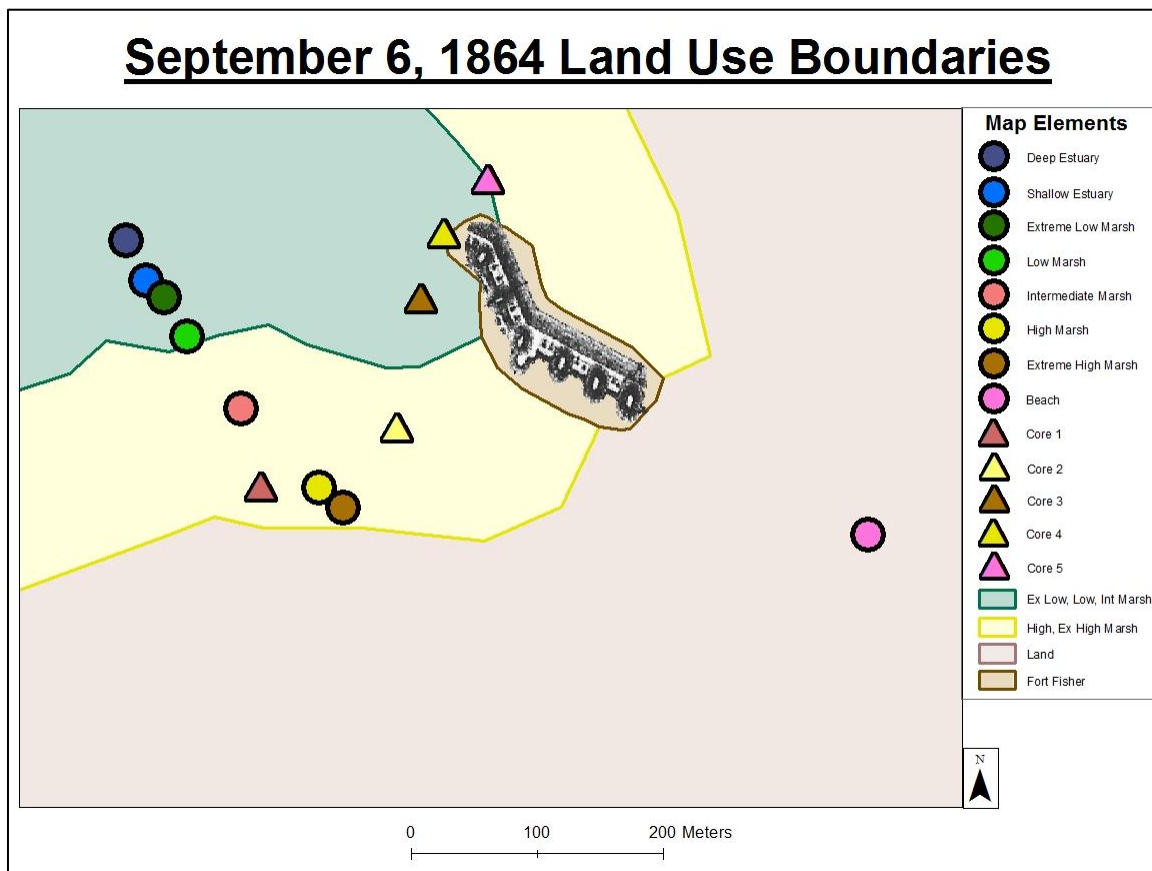 September 6, 1864 Land Use Boundaries
Map Elements
Deep Estuary
Shallow Estuary
Extreme Low Marsh
Low Marsh
Intermediate Marsh
High Marsh
Extreme High Marsh
Beach
Core 1
Core 2
Core 3
Core 4
Core 5
Ex Low, Low, Int Marsh
High, Ex High Marsh
Land
Fort Fisher
N
0 100 200 Meters